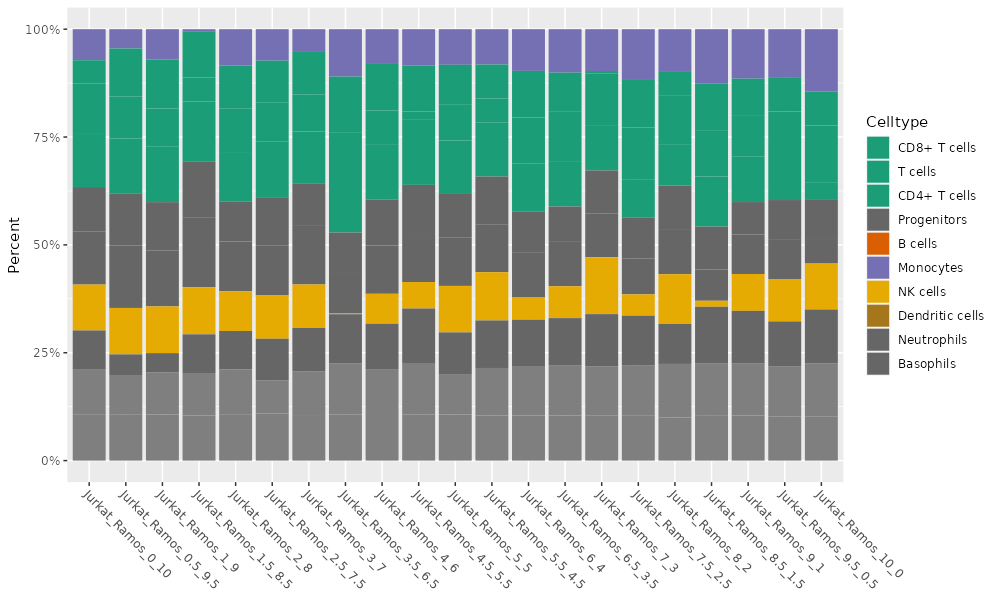 100%
75%
50%
25%
0%
Percent
Jurkat_Ramos_0_10
Jurkat_Ramos_0.5_9.5
Jurkat_Ramos_1_9
Jurkat_Ramos_1.5_8.5
Jurkat_Ramos_2_8
Jurkat_Ramos_2.5_7.5
Jurkat_Ramos_3_7
Jurkat_Ramos_3.5_6.5
Jurkat_Ramos_4_6
Jurkat_Ramos_4.5_5.5
Jurkat_Ramos_5_5
Jurkat_Ramos_5.5_4.5
Jurkat_Ramos_6_4
Jurkat_Ramos_6.5_3.5
Jurkat_Ramos_7_3
Jurkat_Ramos_7.5_2.5
Jurkat_Ramos_8_2
Jurkat_Ramos_8.5_1.5
Jurkat_Ramos_9_1
Jurkat_Ramos_9.5_0.5
Jurkat_Ramos_10_0
Celltype
CD8+ T cells
T cells
CD4+ T cells
Progenitors
B cells
Monocytes
NK cells
Dendritic cells
Neutrophils
Basophils